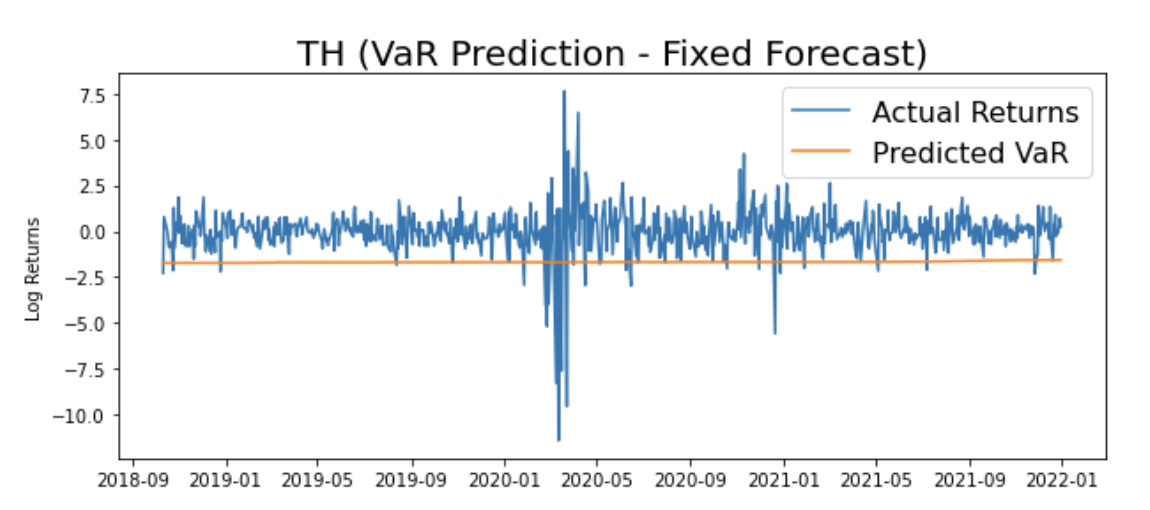 TH (VaR Prediction - Fixed Forecast)
Actual Returns
Predicted VaR
Log Returns
7.5
5.0
2.5
0.0
−2.5
−5.0
−7.5
−10.0
2018-09 2019-01 2019-05 2019-09 2020-01 2020-05 2020-09 2021-01 2021-05 2021-09 2022-01